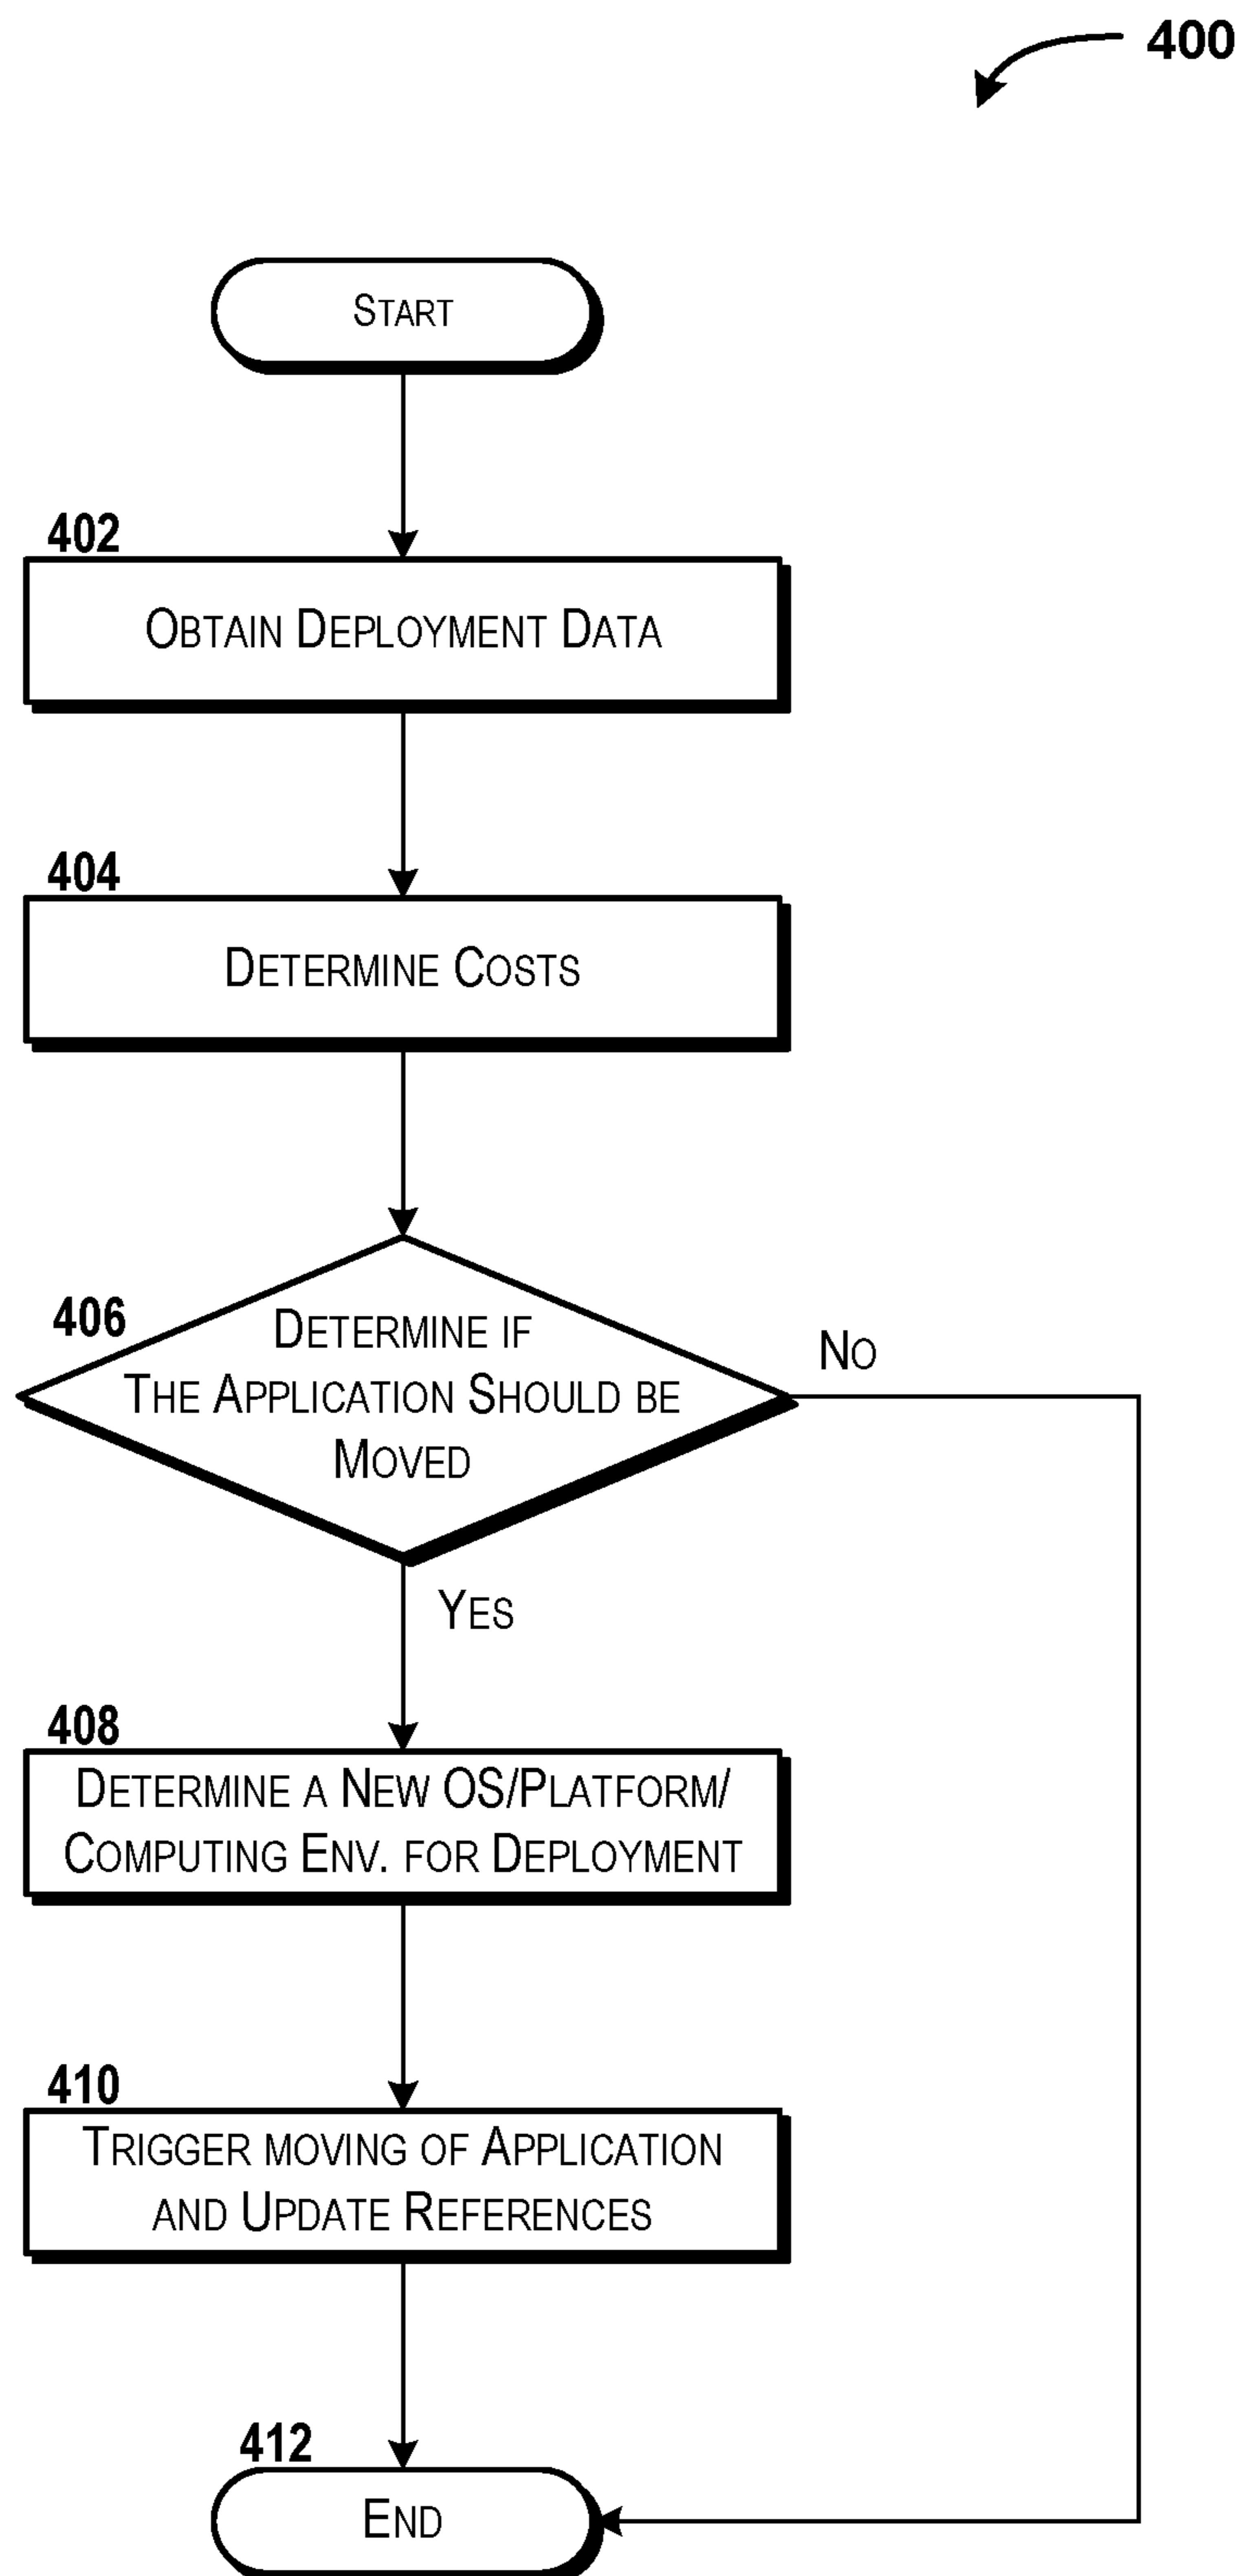 400
START
402
OBTAIN DEPLOYMENT DATA
404
DETERMINE COSTS
406
DETERMINE IF
THE APPLICATION SHOULD BE
MOVED
NO
YES
408
DETERMINE A NEW OS/PLATFORM/
COMPUTING ENV. FOR DEPLOYMENT
410
TRIGGER MOVING OF APPLICATION
AND UPDATE REFERENCES
412
END